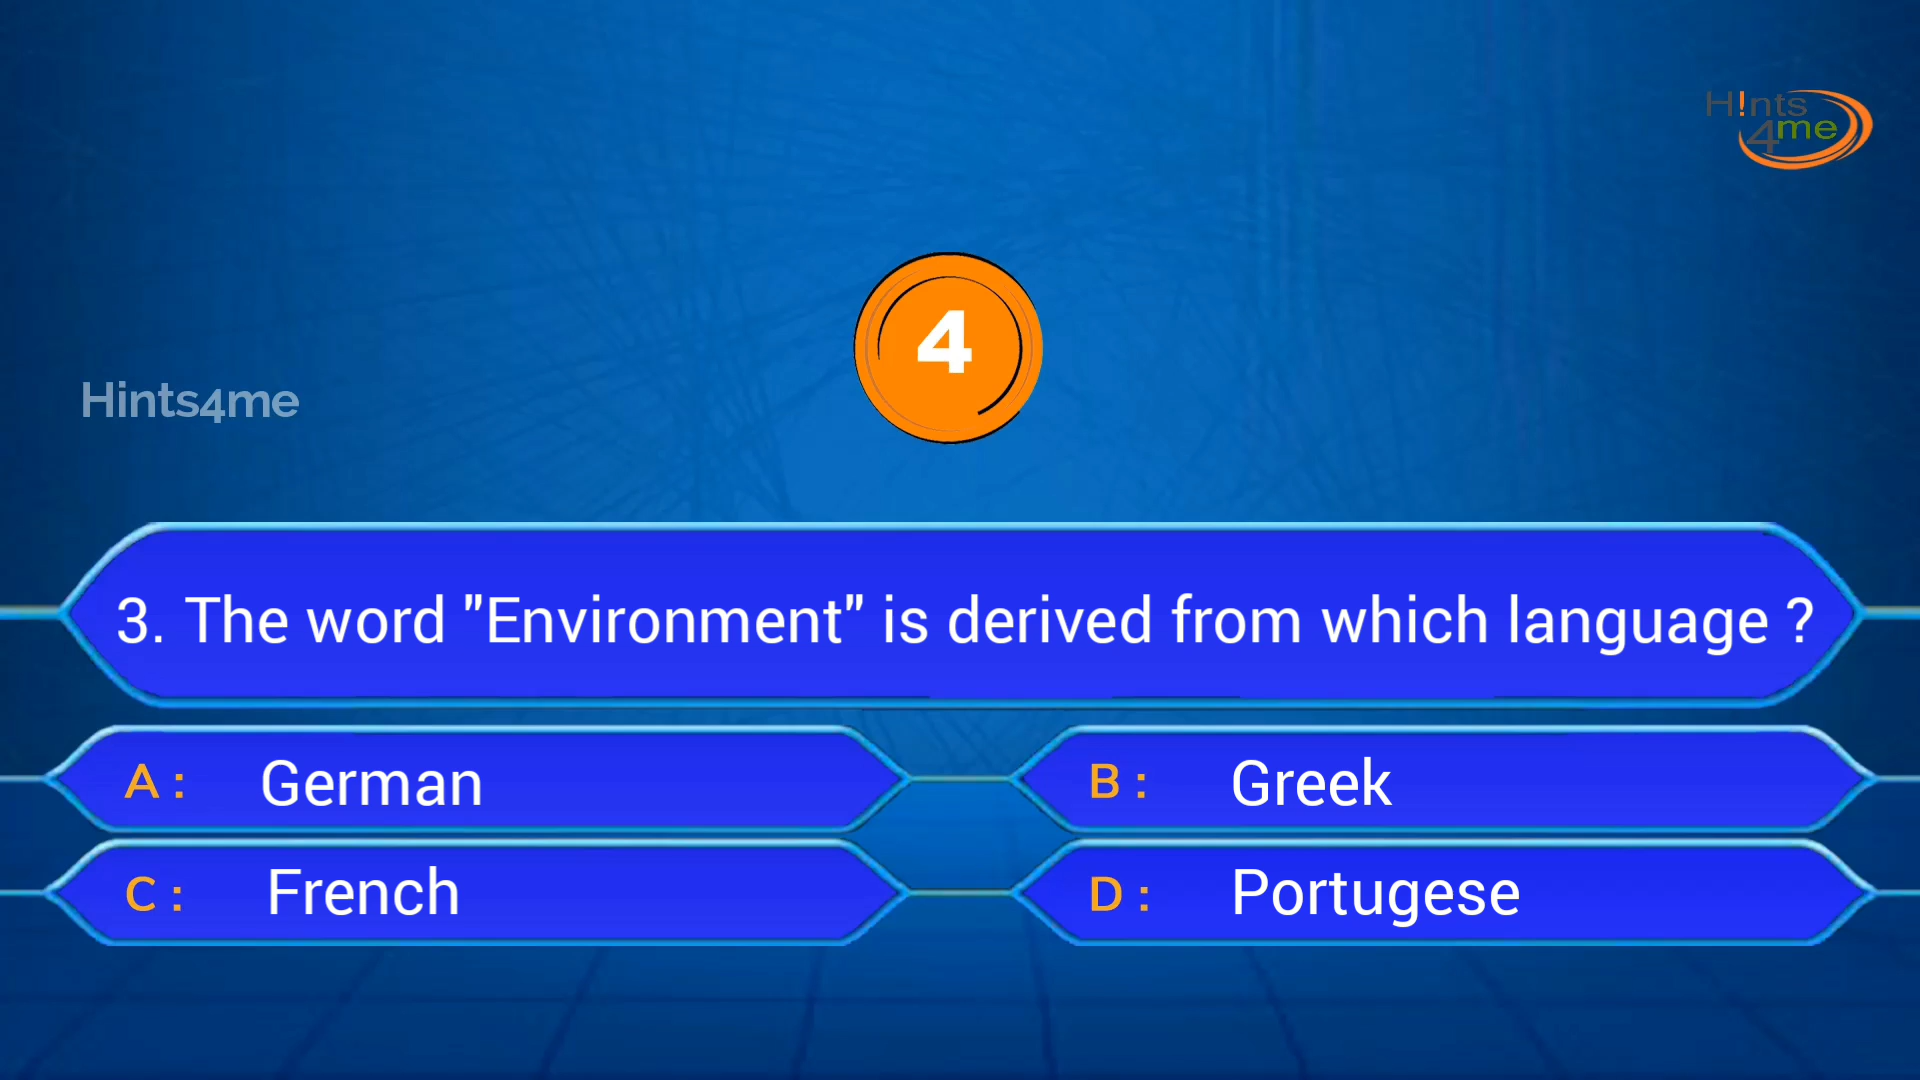 H!nts
4me
4
Hints4me
3. The word "Environment" is derived from which language ?
A : German
B : Greek
C : French
D : Portugese